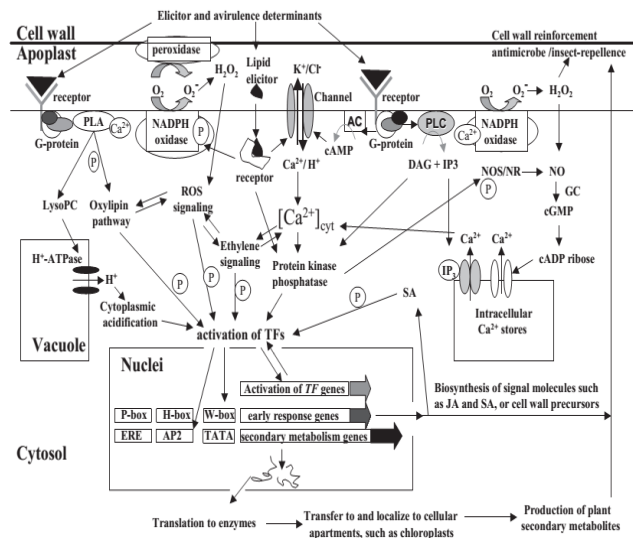 Elicitor and avirulence determinants
Cell wall
Apoplast
Cell wall reinforcement
antimicrobe /insect-repellence
peroxidase
H2O2
Lipid
elicitor
K+/Cl-
Channel
receptor
O2
O2-
PLA
Ca2+
NADPH
oxidase
P
G-protein
receptor
Ca2+/H+
cAMP
AC
receptor
G-protein
PLC
Ca2+
O2
O2-
H2O2
NADPH
oxidase
DAG + IP3
NOS/NR
NO
P
GC
cGMP
P
LysoPC
Oxylipin
pathway
ROS
signaling
[Ca2+]cyt
Ethylene
signaling
Ca2+
Ca2+
cADP ribose
IP3
Intracellular
Ca2+ stores
H+-ATPase
H+
Cytoplasmic
acidification
Vacuole
P
P
P
Protein kinase
phosphatase
P
SA
activation of TFs
Nuclei
Activation of TF genes
P-box
H-box
W-box
early response genes
ERE
AP2
TATA
secondary metabolism genes
Biosynthesis of signal molecules such
as JA and SA, or cell wall precursors
Cytosol
Translation to enzymes
Transfer to and localize to cellular
apartments, such as chloroplasts
Production of plant
secondary metabolites